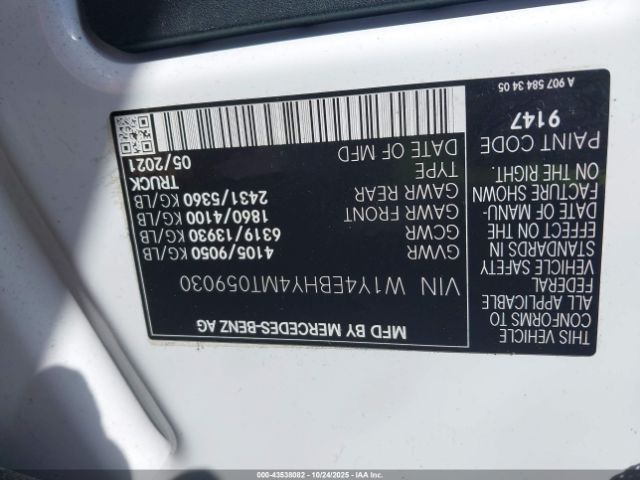 MFD BY MERCEDES-BENZ AG
VIN W1Y4EBHY4MT059030
GVWR 4105/9050 KG/LB
GCWR 6319/13930 KG/LB
GAWR FRONT 1860/4100 KG/LB
GAWR REAR 2431/5360 KG/LB
TYPE TRUCK
DATE OF MFD 05/2021
THIS VEHICLE
CONFORMS TO
ALL APPLICABLE
FEDERAL
VEHICLE SAFETY
STANDARDS IN
EFFECT ON THE
DATE OF MANU-
FACTURE SHOWN
ON THE RIGHT.
PAINT CODE
9147
A 907 584 34 05
000-43538082 | 10/24/2025 | © COPART